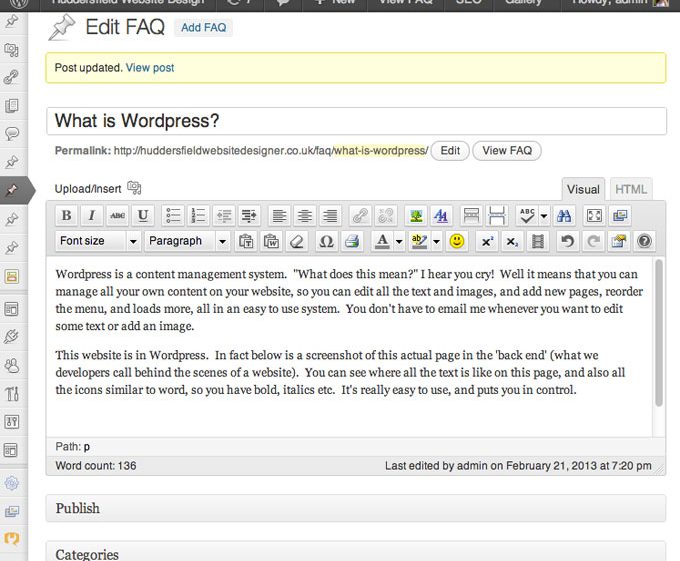 Huddersfield Website Design
7
+ New
View FAQ
SEO
Gallery
Howdy, admin
Edit FAQ
Add FAQ
Post updated. View post
What is Wordpress?
Permalink: http://huddersfieldwebsitedesigner.co.uk/faq/what-is-wordpress/ Edit View FAQ
Upload/Insert
Visual HTML
B I ABC U ABC
Font size Paragraph Ω A ab x² x₂ ?
Wordpress is a content management system.  "What does this mean?" I hear you cry!  Well it means that you can
manage all your own content on your website, so you can edit all the text and images, and add new pages, reorder
the menu, and loads more, all in an easy to use system.  You don't have to email me whenever you want to edit
some text or add an image.
This website is in Wordpress.  In fact below is a screenshot of this actual page in the 'back end' (what we
developers call behind the scenes of a website).  You can see where all the text is like on this page, and also all
the icons similar to word, so you have bold, italics etc.  It's really easy to use, and puts you in control.
Path: p
Word count: 136
Last edited by admin on February 21, 2013 at 7:20 pm
Publish
Categories